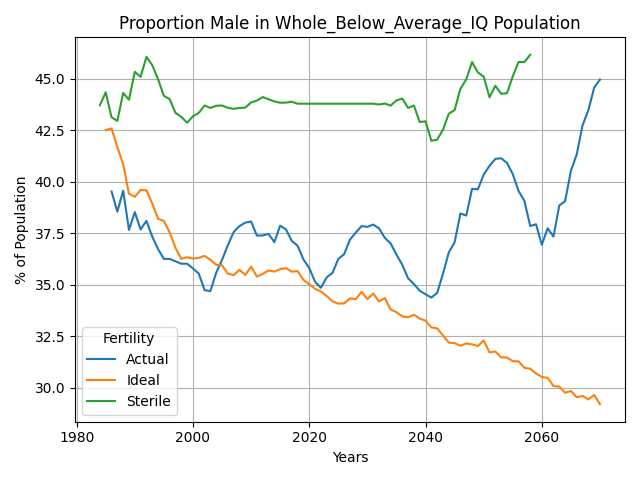 Proportion Male in Whole_Below_Average_IQ Population
% of Population
45.0
42.5
40.0
37.5
35.0
32.5
30.0
Fertility
Actual
Ideal
Sterile
1980
2000
2020
2040
2060
Years